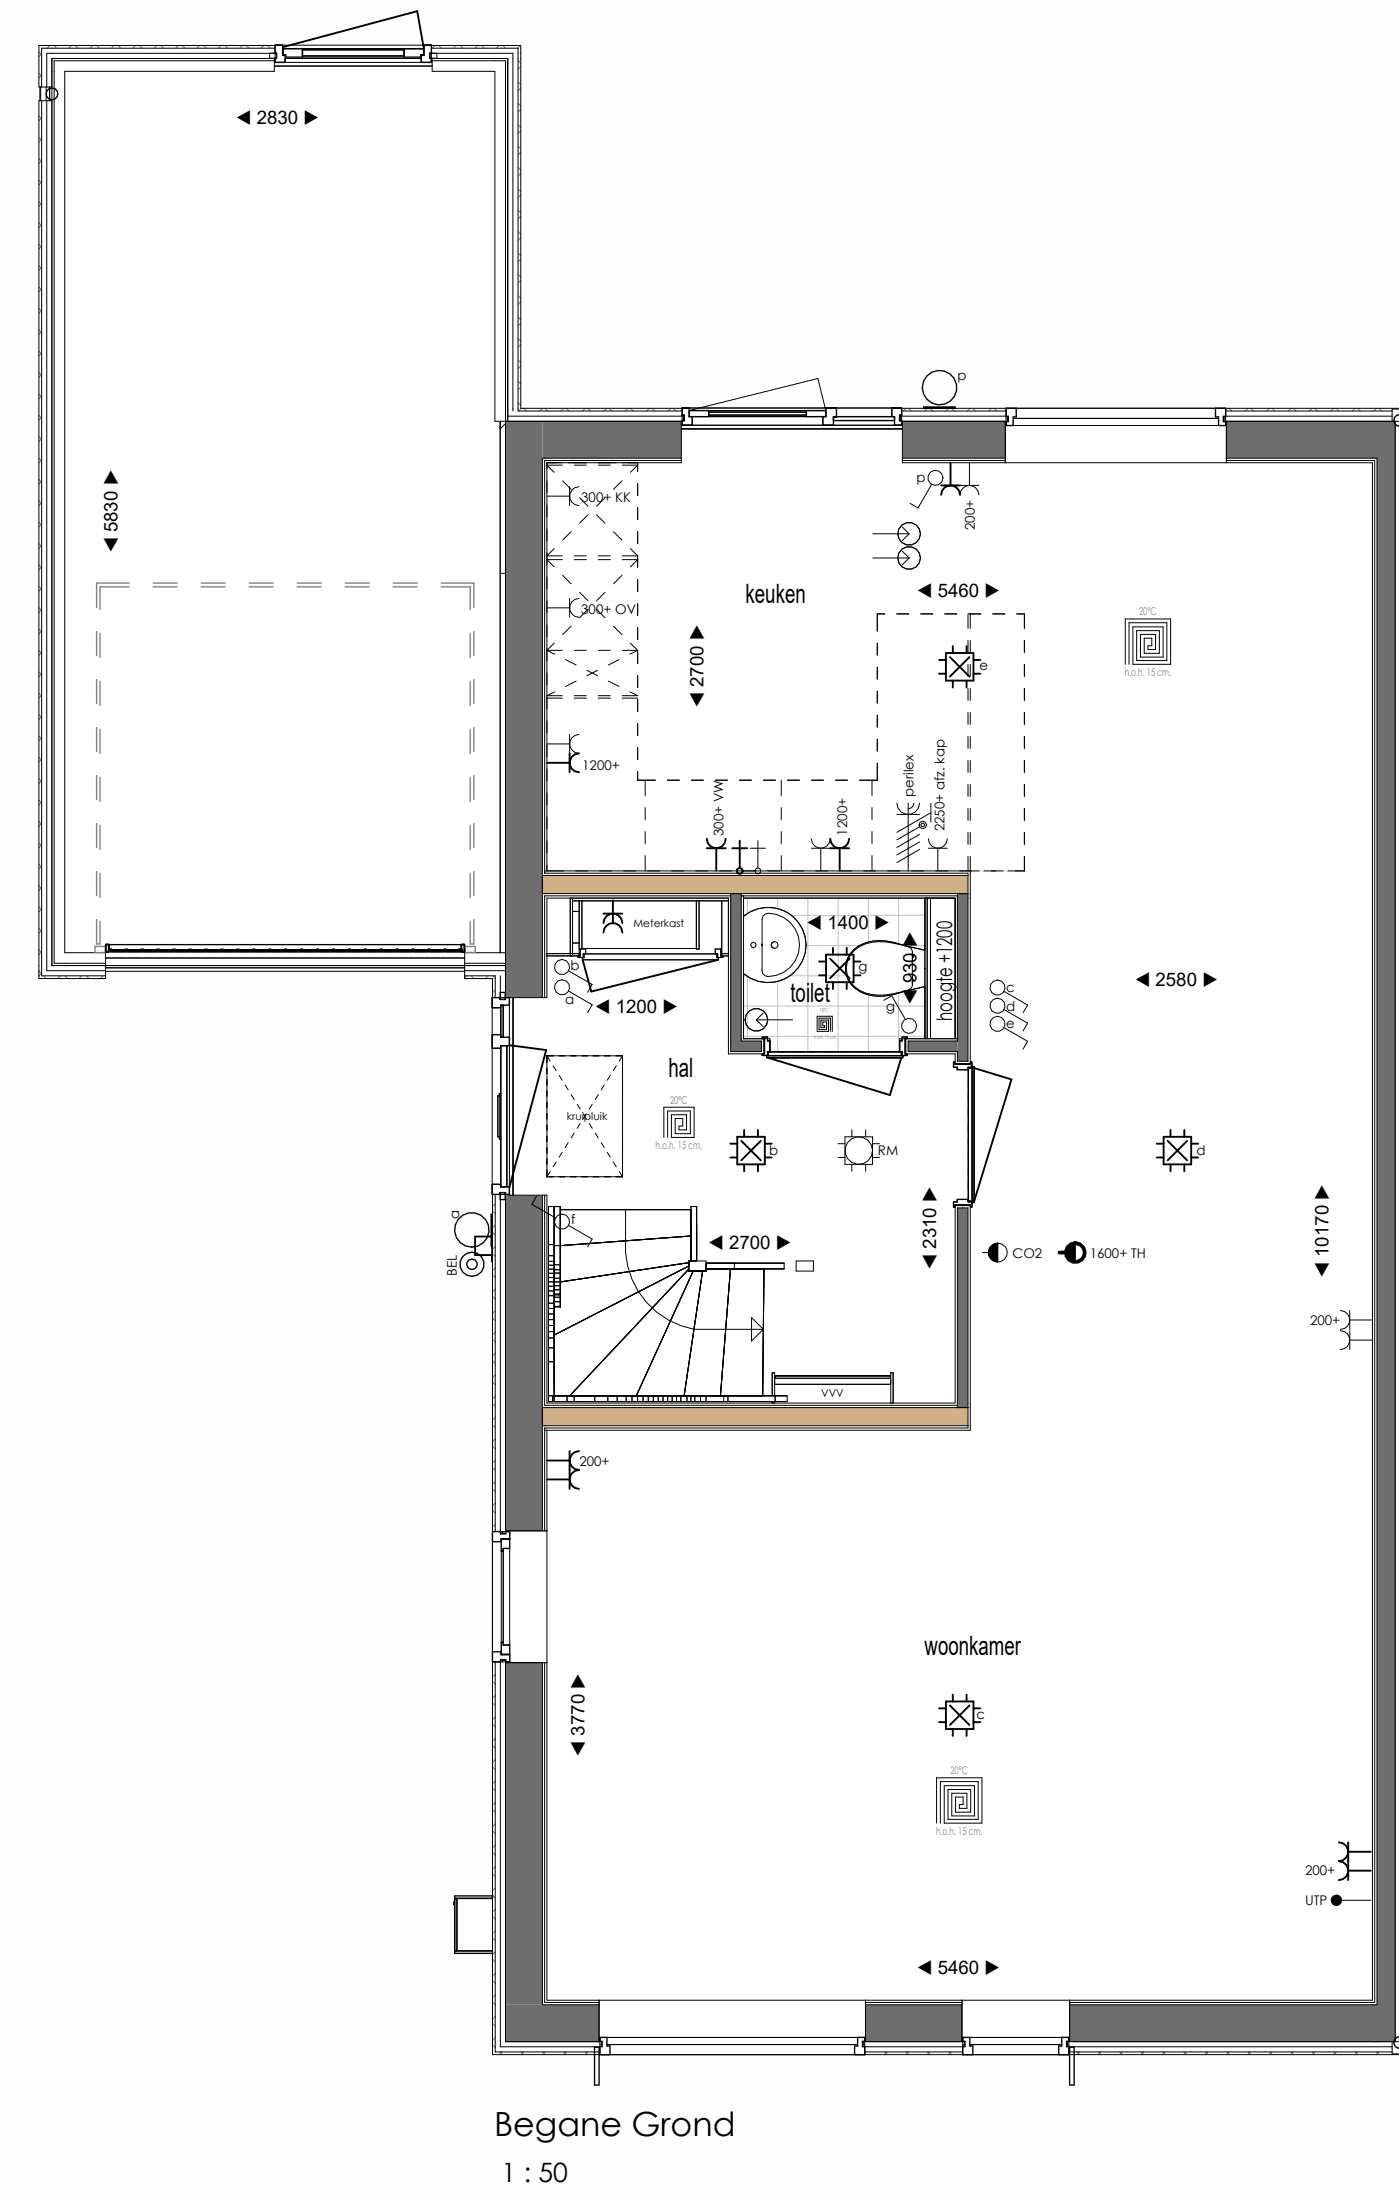 2830
5830
p
300+ KK
p
200+
300+ OV
keuken
5460
2700
20°C
h.o.h. 15 cm.
e
1200+
300+ VW
1200+
perilex
2250+ afz. kap
Meterkast
1400
930
hoogte +1200
b
a
g
toilet
g
1200
2580
c
d
e
hal
20°C
h.o.h. 15 cm.
kruipluik
b
RM
d
a
BEL
f
2700
2310
CO2
1600+ TH
10170
200+
VVV
200+
woonkamer
3770
c
20°C
h.o.h. 15 cm.
200+
UTP
5460
Begane Grond
1 : 50